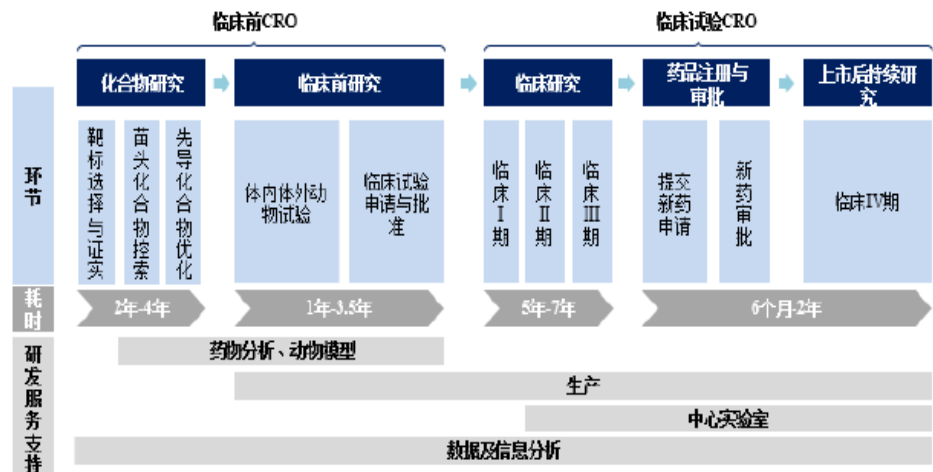 临床前CRO
临床试验CRO
化合物研究
临床前研究
临床研究
药品注册与
审批
上市后持续研
究
环节
靶标选择与证实
苗头化合物控索
先导化合物优化
体内体外动
物试验
临床试验
申请与批
准
临床I期
临床II期
临床III期
提交
新药
申请
新药审批
临床IV期
耗时
2年-4年
1年-3.5年
5年-7年
6个月-2年
研发服务支持
药物分析、动物模型
生产
中心实验室
数据及信息分析